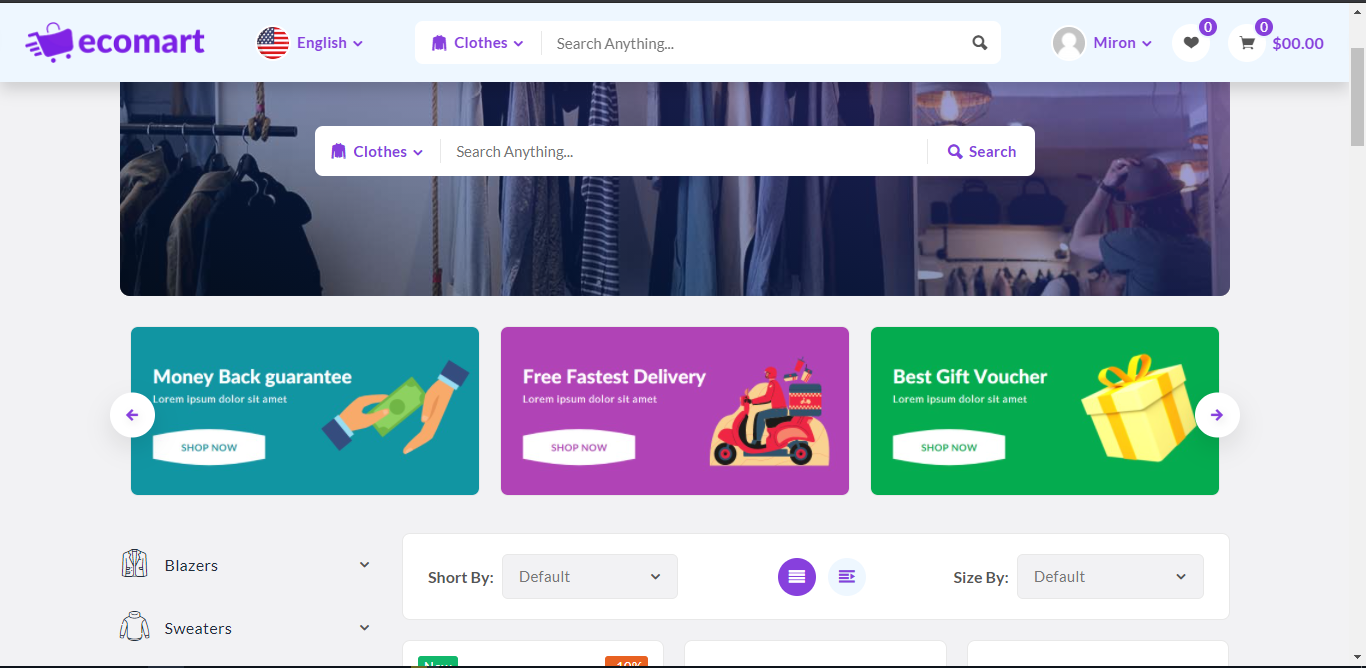 ecomart
English
Clothes
Search Anything...
Miron
0
0
$00.00
Clothes
Search Anything...
Search
Money Back guarantee
Lorem ipsum dolor sit amet
SHOP NOW
Free Fastest Delivery
Lorem ipsum dolor sit amet
SHOP NOW
Best Gift Voucher
Lorem ipsum dolor sit amet
SHOP NOW
Blazers
Sweaters
Short By:
Default
Size By:
Default
New
-10%